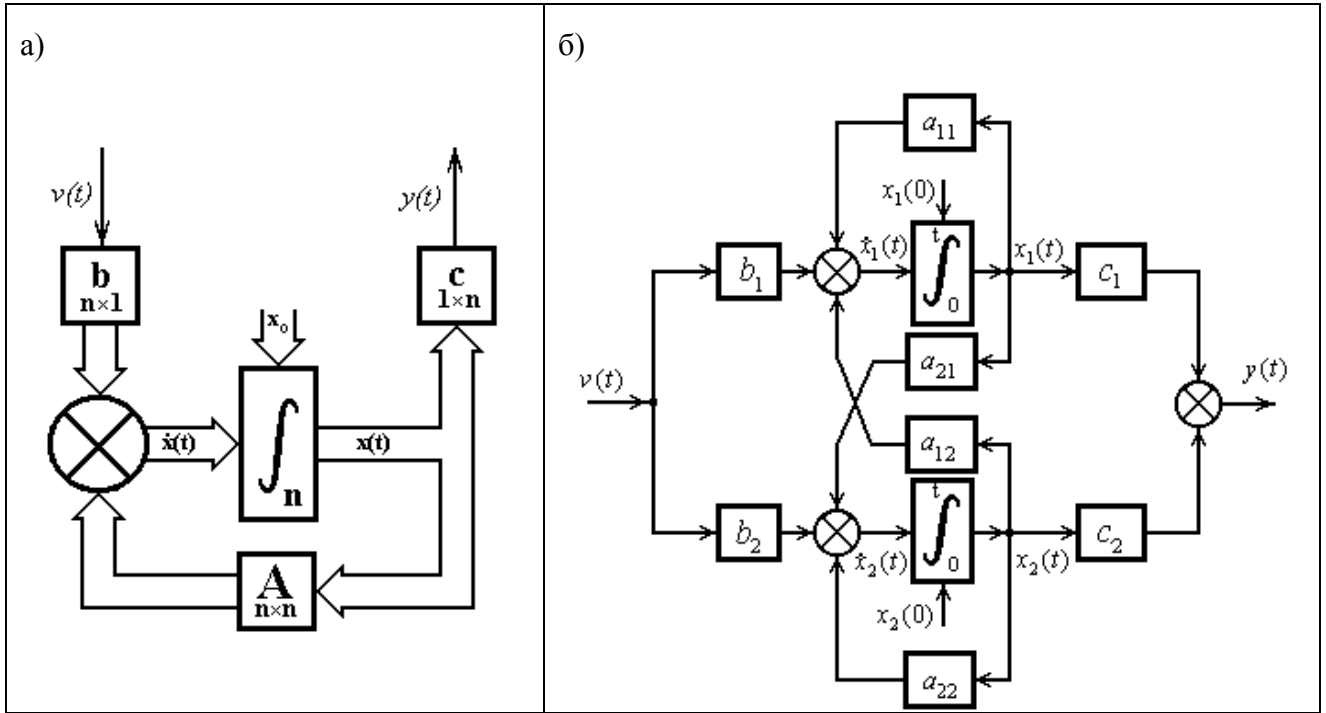 а)
v(t)
y(t)
b
n×1
c
1×n
x₀
ẋ(t)
∫
n
x(t)
A
n×n
б)
a₁₁
x₁(0)
b₁
ẋ₁(t)
t
∫
0
x₁(t)
c₁
a₂₁
v(t)
y(t)
a₁₂
b₂
ẋ₂(t)
t
∫
0
x₂(t)
c₂
x₂(0)
a₂₂